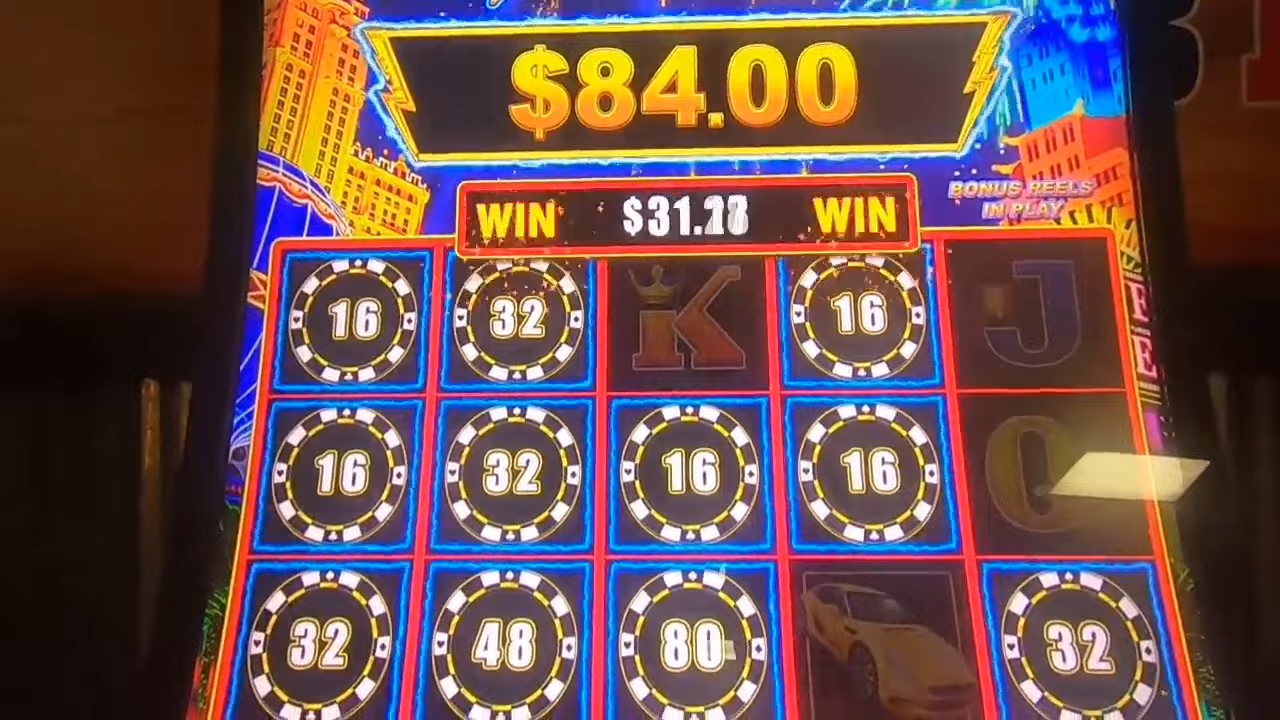 $84.00
WIN WIN
BONUS REELS
IN PLAY
16 32 K 16 J
16 32 16 16 Q
32 48 80 32